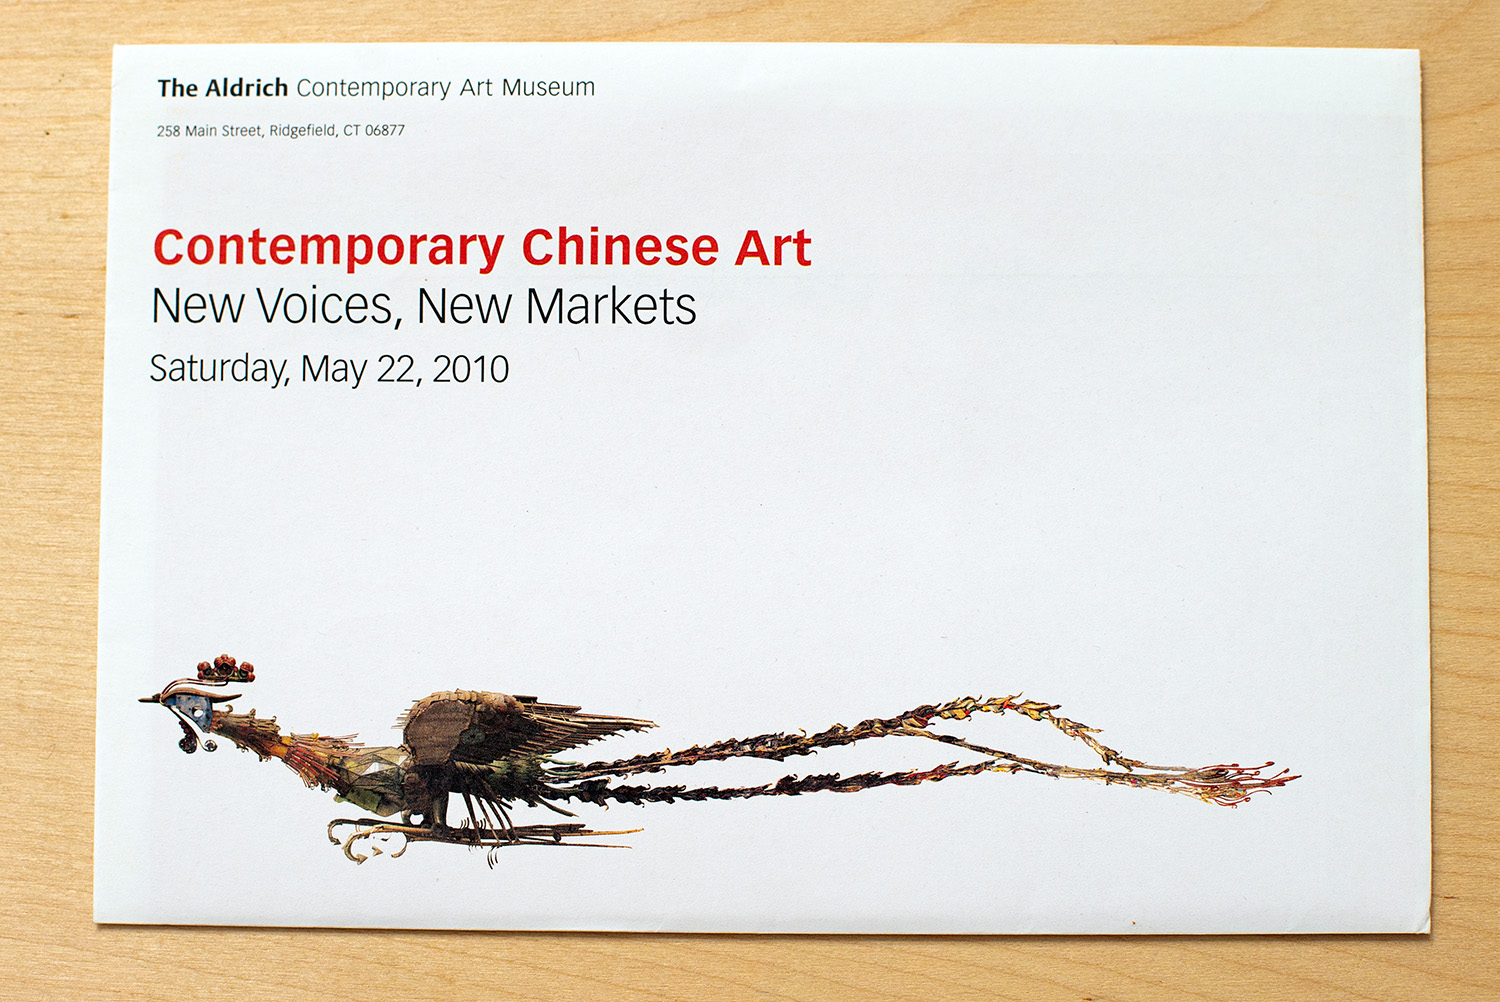 The Aldrich Contemporary Art Museum
258 Main Street, Ridgefield, CT 06877
Contemporary Chinese Art
New Voices, New Markets
Saturday, May 22, 2010